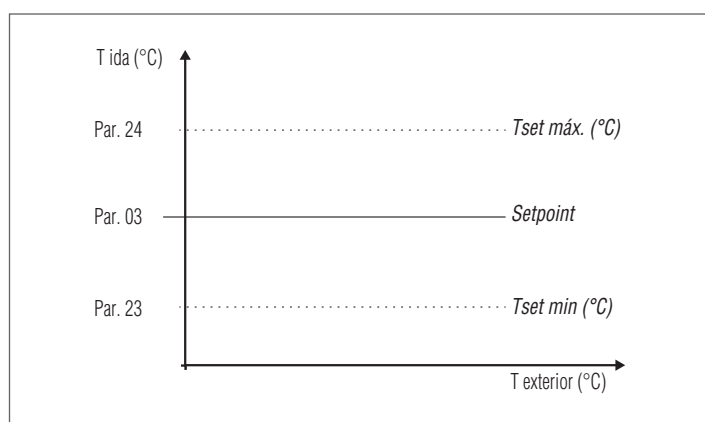 T ida (°C)
Par. 24
Tset máx. (°C)
Par. 03
Setpoint
Par. 23
Tset min (°C)
T exterior (°C)